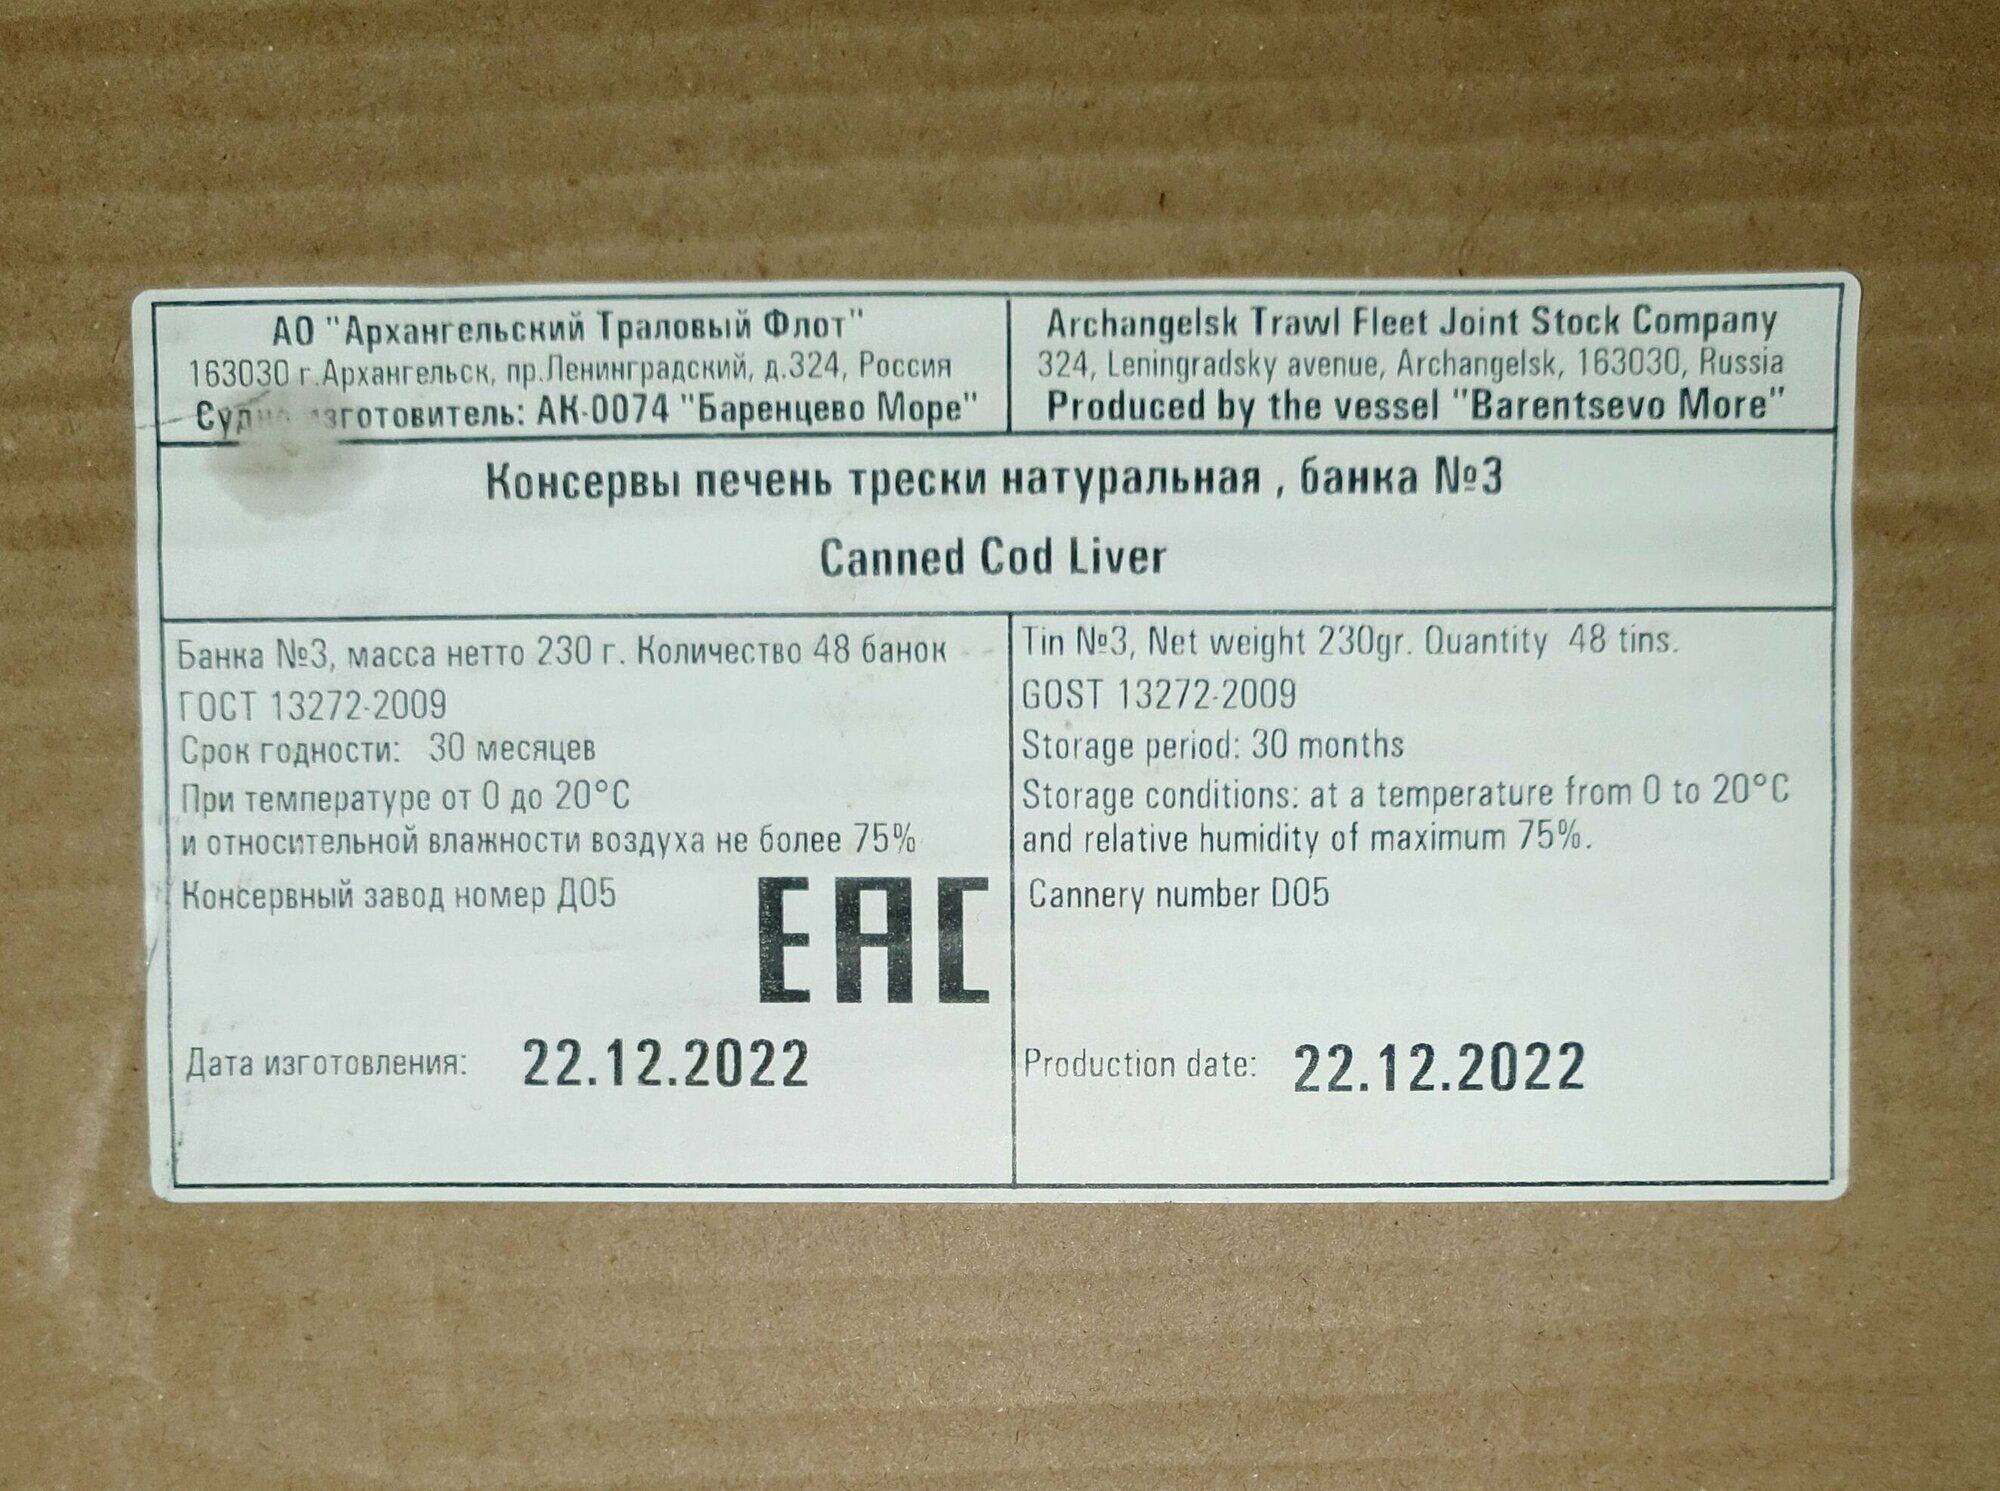 АО "Архангельский Траловый Флот"
163030 г.Архангельск, пр.Ленинградский, д.324, Россия
изготовитель: АК-0074 "Баренцево Море"
Archangelsk Trawl Fleet Joint Stock Company
324, Leningradsky avenue, Archangelsk, 163030, Russia
Produced by the vessel "Barentsevo More"
Консервы печень трески натуральная , банка №3
Canned Cod Liver
Банка №3, масса нетто 230 г. Количество 48 банок
ГОСТ 13272-2009
Срок годности: 30 месяцев
При температуре от 0 до 20°C
и относительной влажности воздуха не более 75%
Консервный завод номер Д05
EAC
Дата изготовления: 22.12.2022
Tin №3, Net weight 230gr. Quantity 48 tins.
GOST 13272-2009
Storage period: 30 months
Storage conditions: at a temperature from 0 to 20°C
and relative humidity of maximum 75%.
Cannery number D05
Production date: 22.12.2022